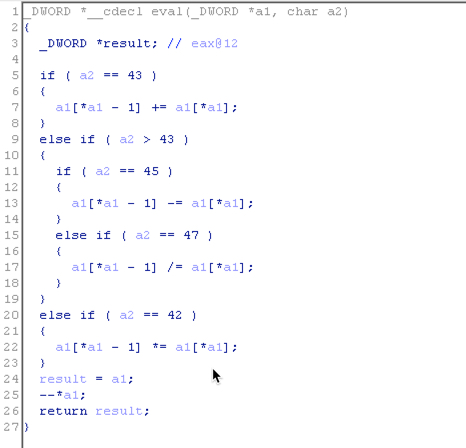 1 _DWORD *__cdecl eval(_DWORD *a1, char a2)
2 {
3   _DWORD *result; // eax@12
4
5   if ( a2 == 43 )
6   {
7     a1[*a1 - 1] += a1[*a1];
8   }
9   else if ( a2 > 43 )
10   {
11     if ( a2 == 45 )
12     {
13       a1[*a1 - 1] -= a1[*a1];
14     }
15     else if ( a2 == 47 )
16     {
17       a1[*a1 - 1] /= a1[*a1];
18     }
19   }
20   else if ( a2 == 42 )
21   {
22     a1[*a1 - 1] *= a1[*a1];
23   }
24   result = a1;
25   --*a1;
26   return result;
27 }